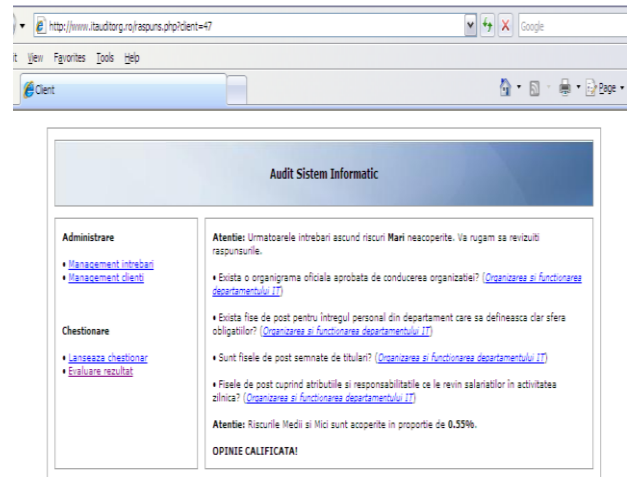 http://www.itauditorg.ro/raspuns.php?client=47
Google
it View Favorites Tools Help
Client
Page
Audit Sistem Informatic
Administrare
• Management intrebari
• Management clienti
Chestionare
• Lanseaza chestionar
• Evaluare rezultat
Atentie: Urmatoarele intrebari ascund riscuri Mari neacoperite. Va rugam sa revizuiti
raspunsurile.
• Exista o organigrama oficiala aprobata de conducerea organizatiei? (Organizarea si functionarea
departamentului IT)
• Exista fise de post pentru întregul personal din departament care sa defineasca clar sfera
obligatiilor? (Organizarea si functionarea departamentului IT)
• Sunt fisele de post semnate de titulari? (Organizarea si functionarea departamentului IT)
• Fisele de post cuprind atributiile si responsabilitatile ce le revin salariatilor în activitatea
zilnica? (Organizarea si functionarea departamentului IT)
Atentie: Riscurile Medii si Mici sunt acoperite in proportie de 0.55%.
OPINIE CALIFICATA!